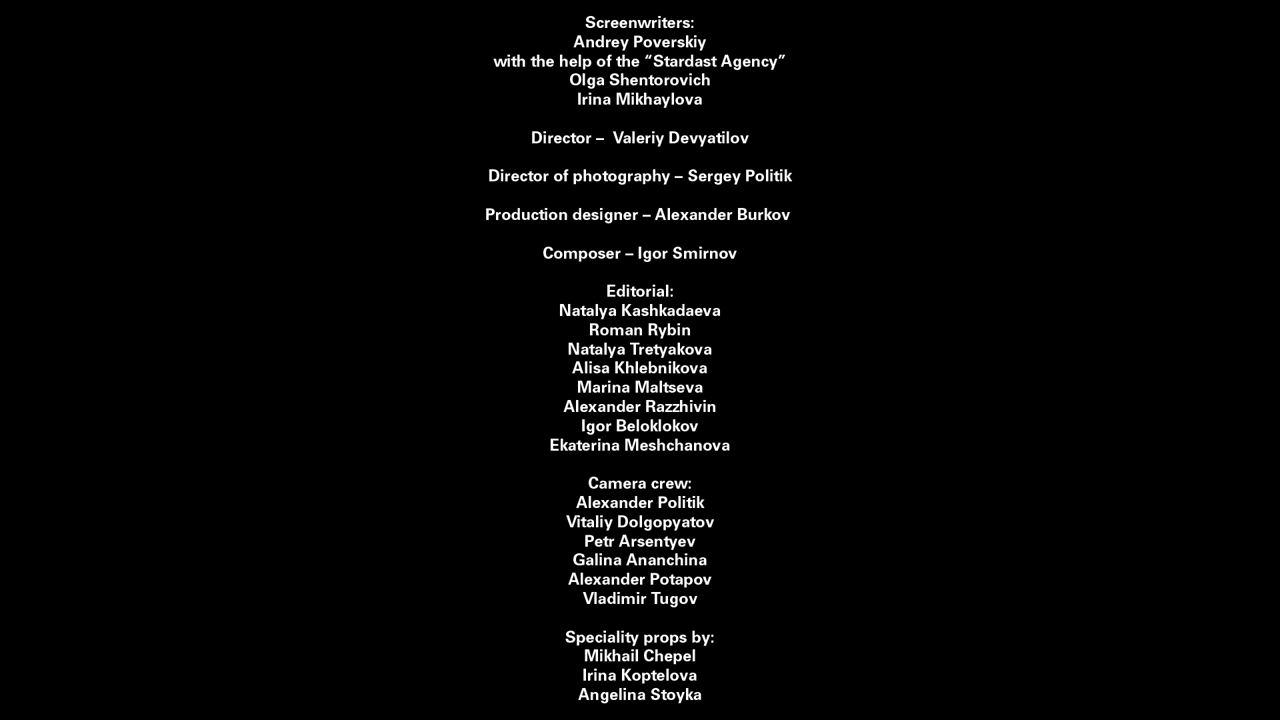 Screenwriters:
Andrey Poverskiy
with the help of the “Stardast Agency”
Olga Shentorovich
Irina Mikhaylova
Director –  Valeriy Devyatilov
Director of photography – Sergey Politik
Production designer – Alexander Burkov
Composer – Igor Smirnov
Editorial:
Natalya Kashkadaeva
Roman Rybin
Natalya Tretyakova
Alisa Khlebnikova
Marina Maltseva
Alexander Razzhivin
Igor Beloklokov
Ekaterina Meshchanova
Camera crew:
Alexander Politik
Vitaliy Dolgopyatov
Petr Arsentyev
Galina Ananchina
Alexander Potapov
Vladimir Tugov
Speciality props by:
Mikhail Chepel
Irina Koptelova
Angelina Stoyka